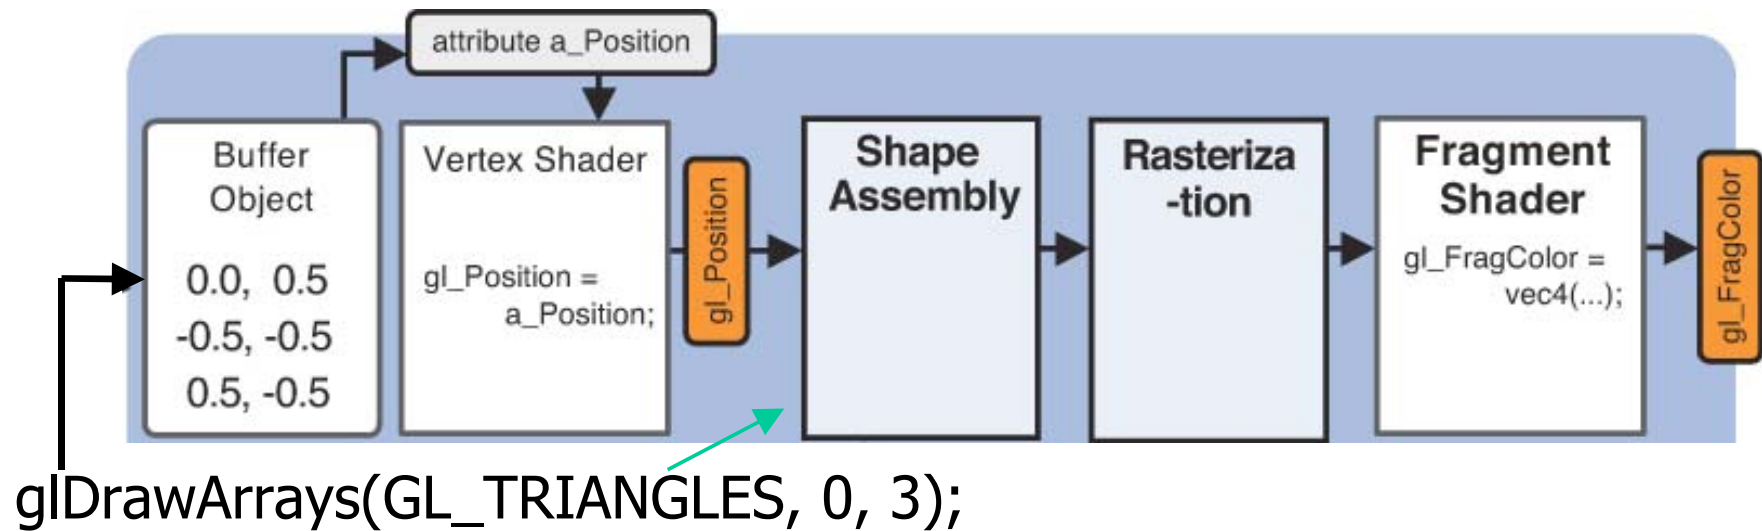 attribute a_Position
Buffer
Object
0.0, 0.5
-0.5, -0.5
0.5, -0.5
Vertex Shader
gl_Position =
a_Position;
gl_Position
Shape
Assembly
Rasteriza
-tion
Fragment
Shader
gl_FragColor =
vec4(...);
gl_FragColor
glDrawArrays(GL_TRIANGLES, 0, 3);